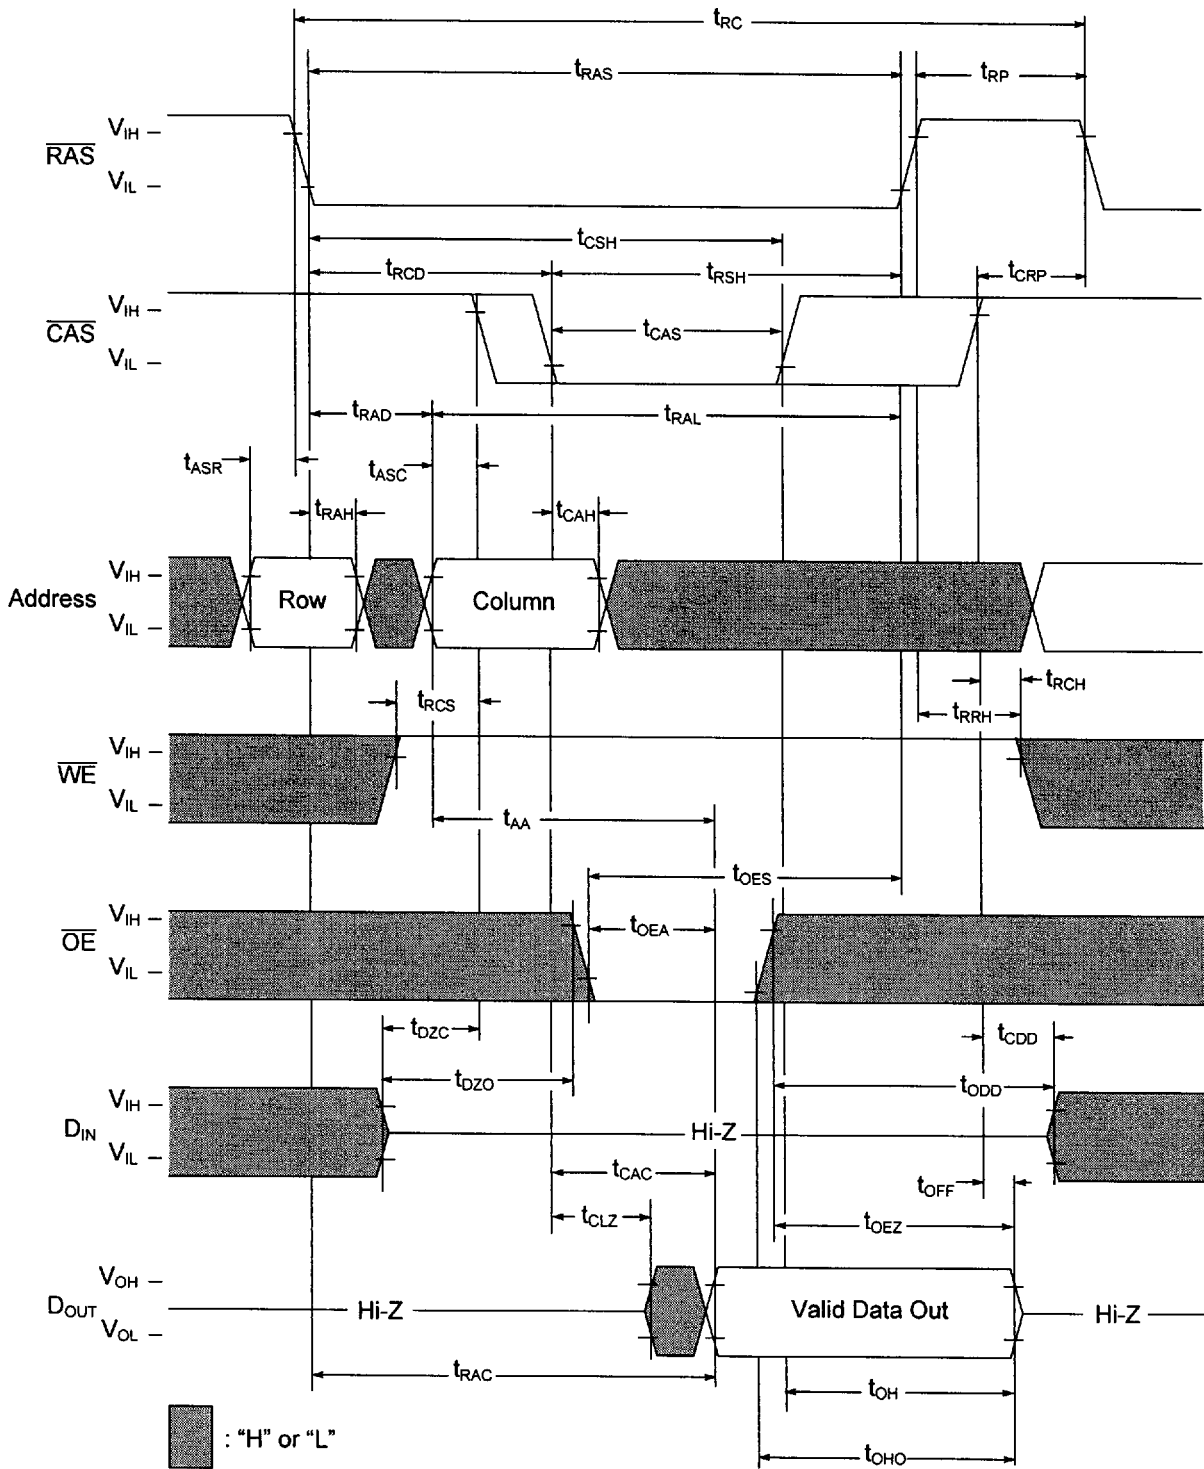 tRC
tRAS
tRP
VIH
RAS
VIL
tCSH
tRCD
tRSH
tCRP
VIH
CAS
VIL
tCAS
tRAD
tRAL
tASR
tASC
tRAH
tCAH
VIH
Address
VIL
Row
Column
tRCS
tRCH
tRRH
VIH
WE
VIL
tAA
tOES
VIH
OE
VIL
tOEA
tDZC
tCDD
tDZO
tODD
VIH
DIN
VIL
Hi-Z
tCAC
tOFF
tCLZ
tOEZ
VOH
DOUT
VOL
Hi-Z
Valid Data Out
Hi-Z
tRAC
tOH
: "H" or "L"
tOHO